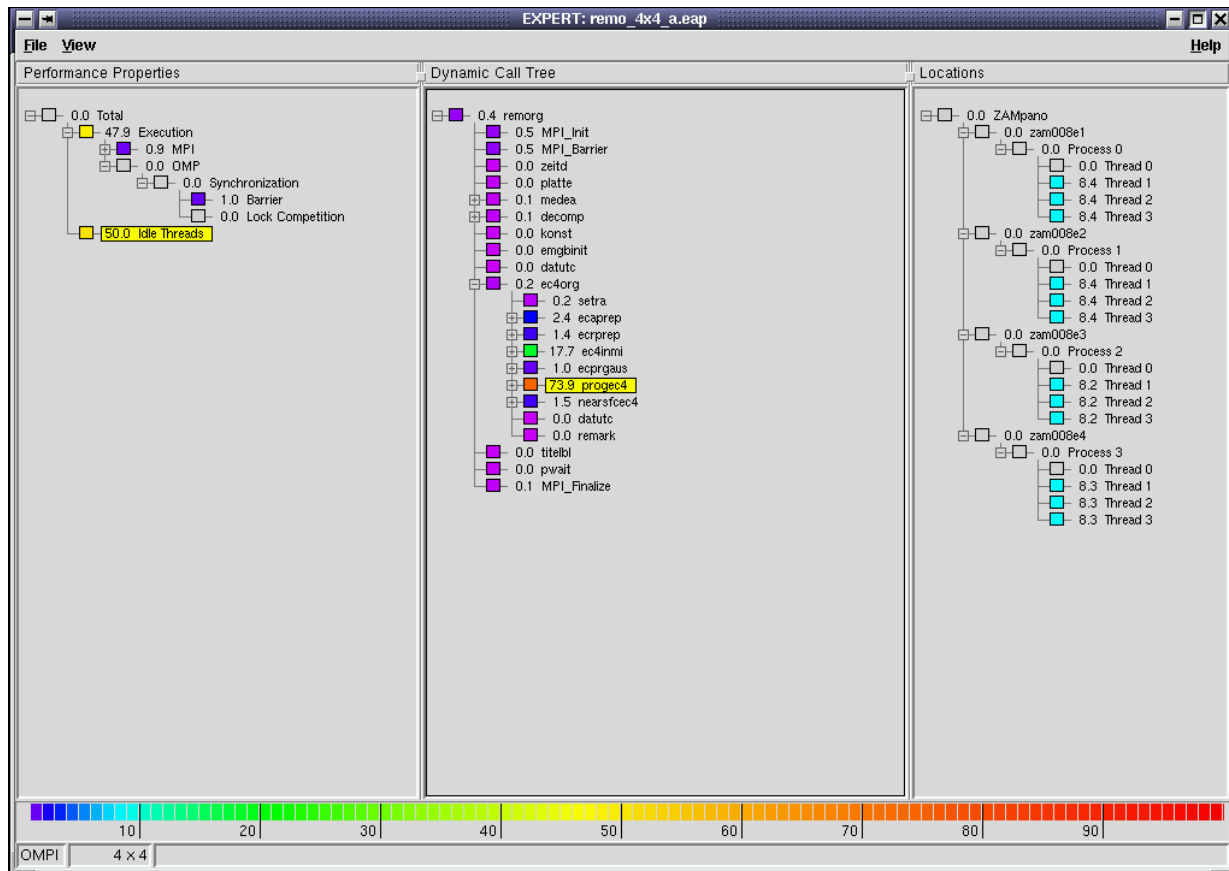 EXPERT: remo_4x4_a.eap
File View Help
Performance Properties
0.0 Total
47.9 Execution
0.9 MPI
0.0 OMP
0.0 Synchronization
1.0 Barrier
0.0 Lock Competition
50.0 Idle Threads
Dynamic Call Tree
0.4 remorg
0.5 MPI_Init
0.5 MPI_Barrier
0.0 zeitd
0.0 platte
0.1 medea
0.1 decomp
0.0 konst
0.0 emgbinit
0.0 datutc
0.2 ec4org
0.2 setra
2.4 ecaprep
1.4 ecrprep
17.7 ec4inmi
1.0 ecprgaus
73.9 progec4
1.5 nearsfcec4
0.0 datutc
0.0 remark
0.0 titelbl
0.0 pwait
0.1 MPI_Finalize
Locations
0.0 ZAMpano
0.0 zam008e1
0.0 Process 0
0.0 Thread 0
8.4 Thread 1
8.4 Thread 2
8.4 Thread 3
0.0 zam008e2
0.0 Process 1
0.0 Thread 0
8.4 Thread 1
8.4 Thread 2
8.4 Thread 3
0.0 zam008e3
0.0 Process 2
0.0 Thread 0
8.2 Thread 1
8.2 Thread 2
8.2 Thread 3
0.0 zam008e4
0.0 Process 3
0.0 Thread 0
8.3 Thread 1
8.3 Thread 2
8.3 Thread 3
10 20 30 40 50 60 70 80 90
OMPI 4 × 4